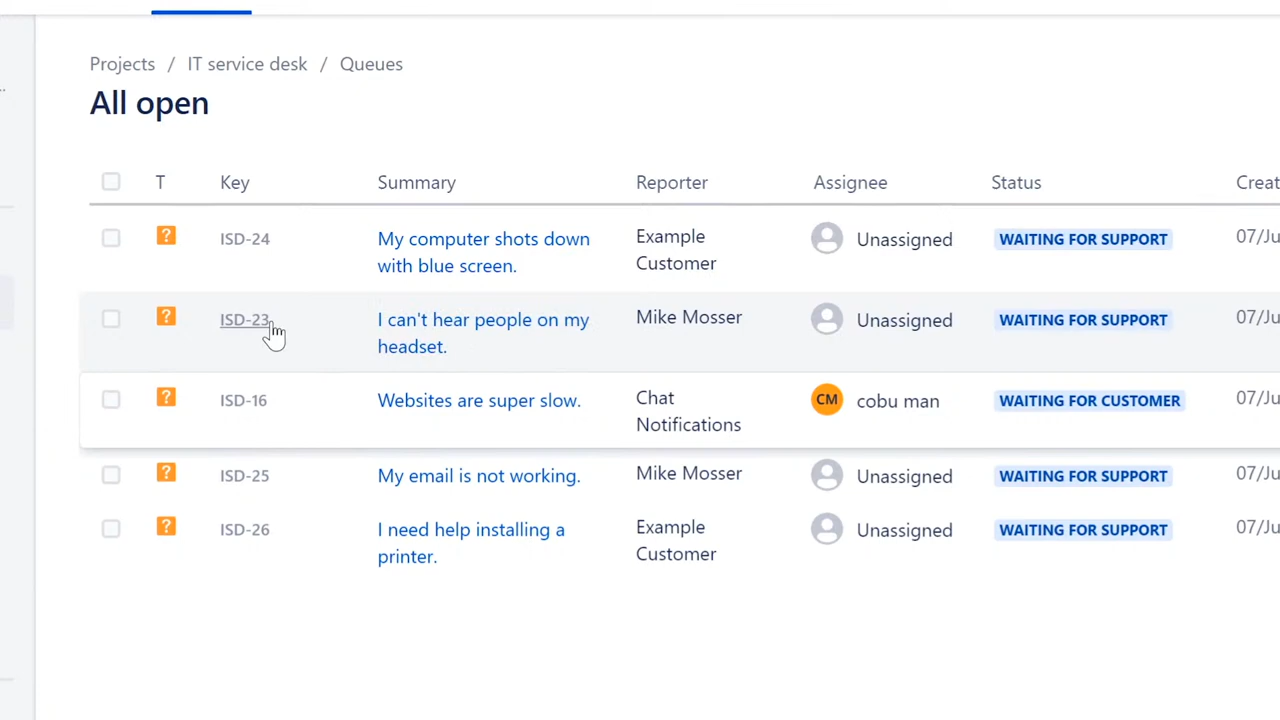 Projects / IT service desk / Queues
All open
T Key Summary Reporter Assignee Status Creat
? ISD-24 My computer shots down Example Unassigned WAITING FOR SUPPORT 07/Ju
with blue screen. Customer
? ISD-23 I can't hear people on my Mike Mosser Unassigned WAITING FOR SUPPORT 07/Ju
headset.
? ISD-16 Websites are super slow. Chat CM cobu man WAITING FOR CUSTOMER 07/Ju
Notifications
? ISD-25 My email is not working. Mike Mosser Unassigned WAITING FOR SUPPORT 07/Ju
? ISD-26 I need help installing a Example Unassigned WAITING FOR SUPPORT 07/Ju
printer. Customer